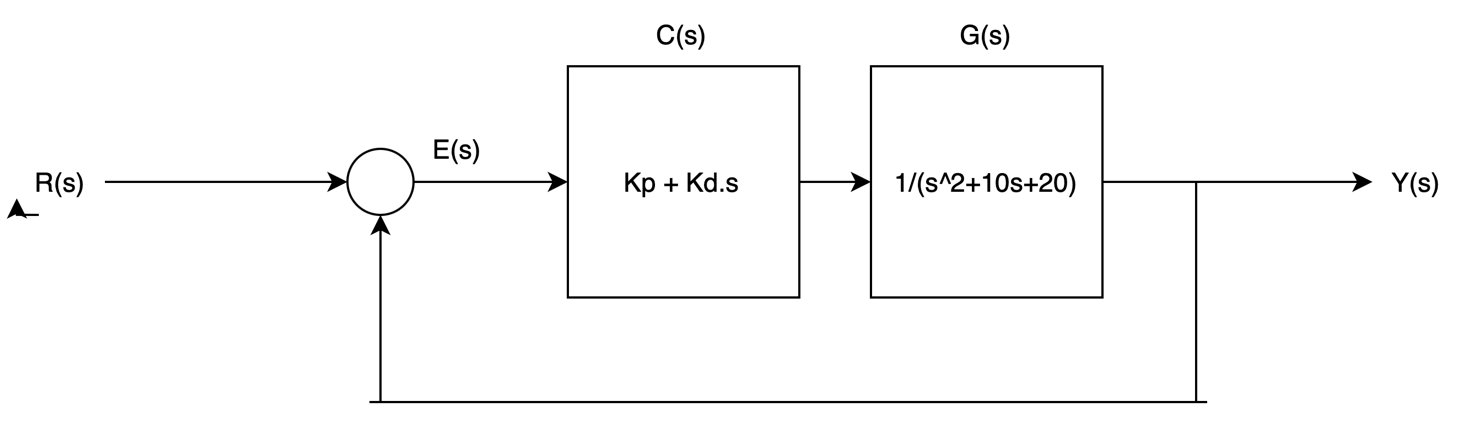 C(s)
G(s)
R(s)
E(s)
Kp + Kd.s
1/(s^2+10s+20)
Y(s)